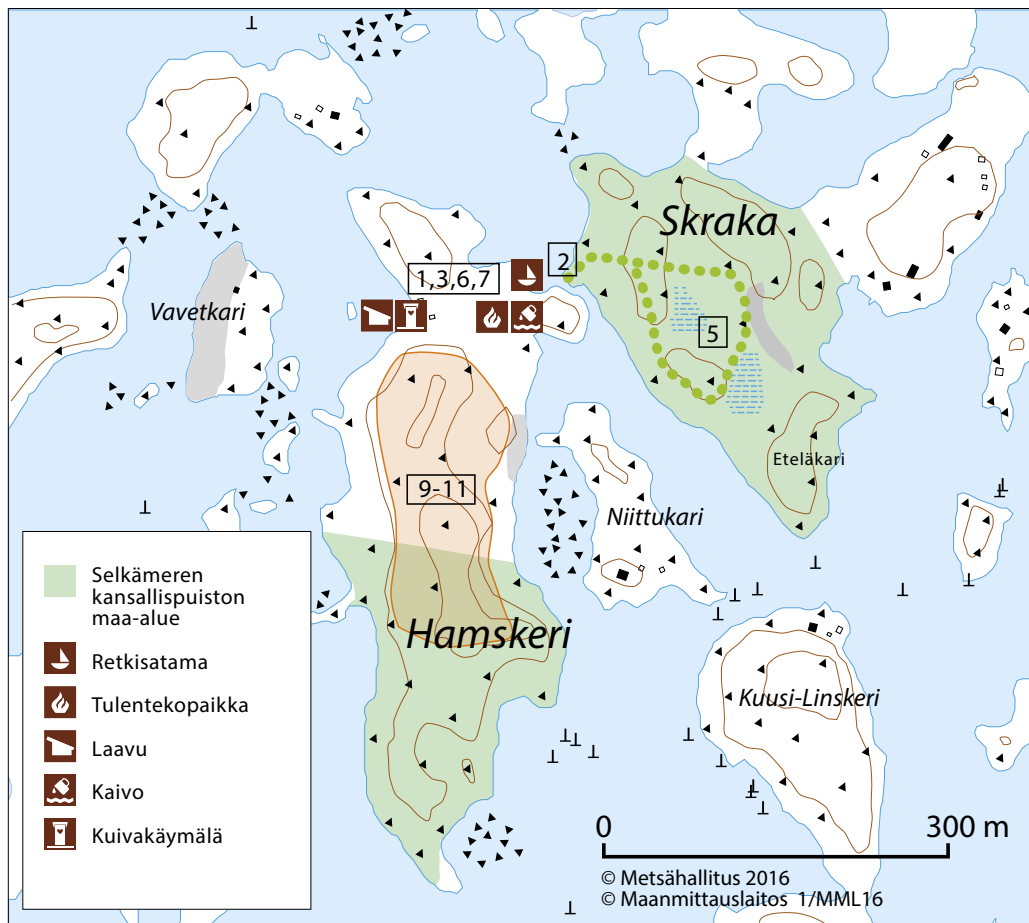 Skraka
2
1,3,6,7
Vavetkari
5
Eteläkari
9-11
Niittukari
Hamskeri
Kuusi-Linskeri
Selkämeren
kansallispuiston
maa-alue
Retkisatama
Tulentekopaikka
Laavu
Kaivo
Kuivakäymälä
0 300 m
© Metsähallitus 2016
© Maanmittauslaitos 1/MML16